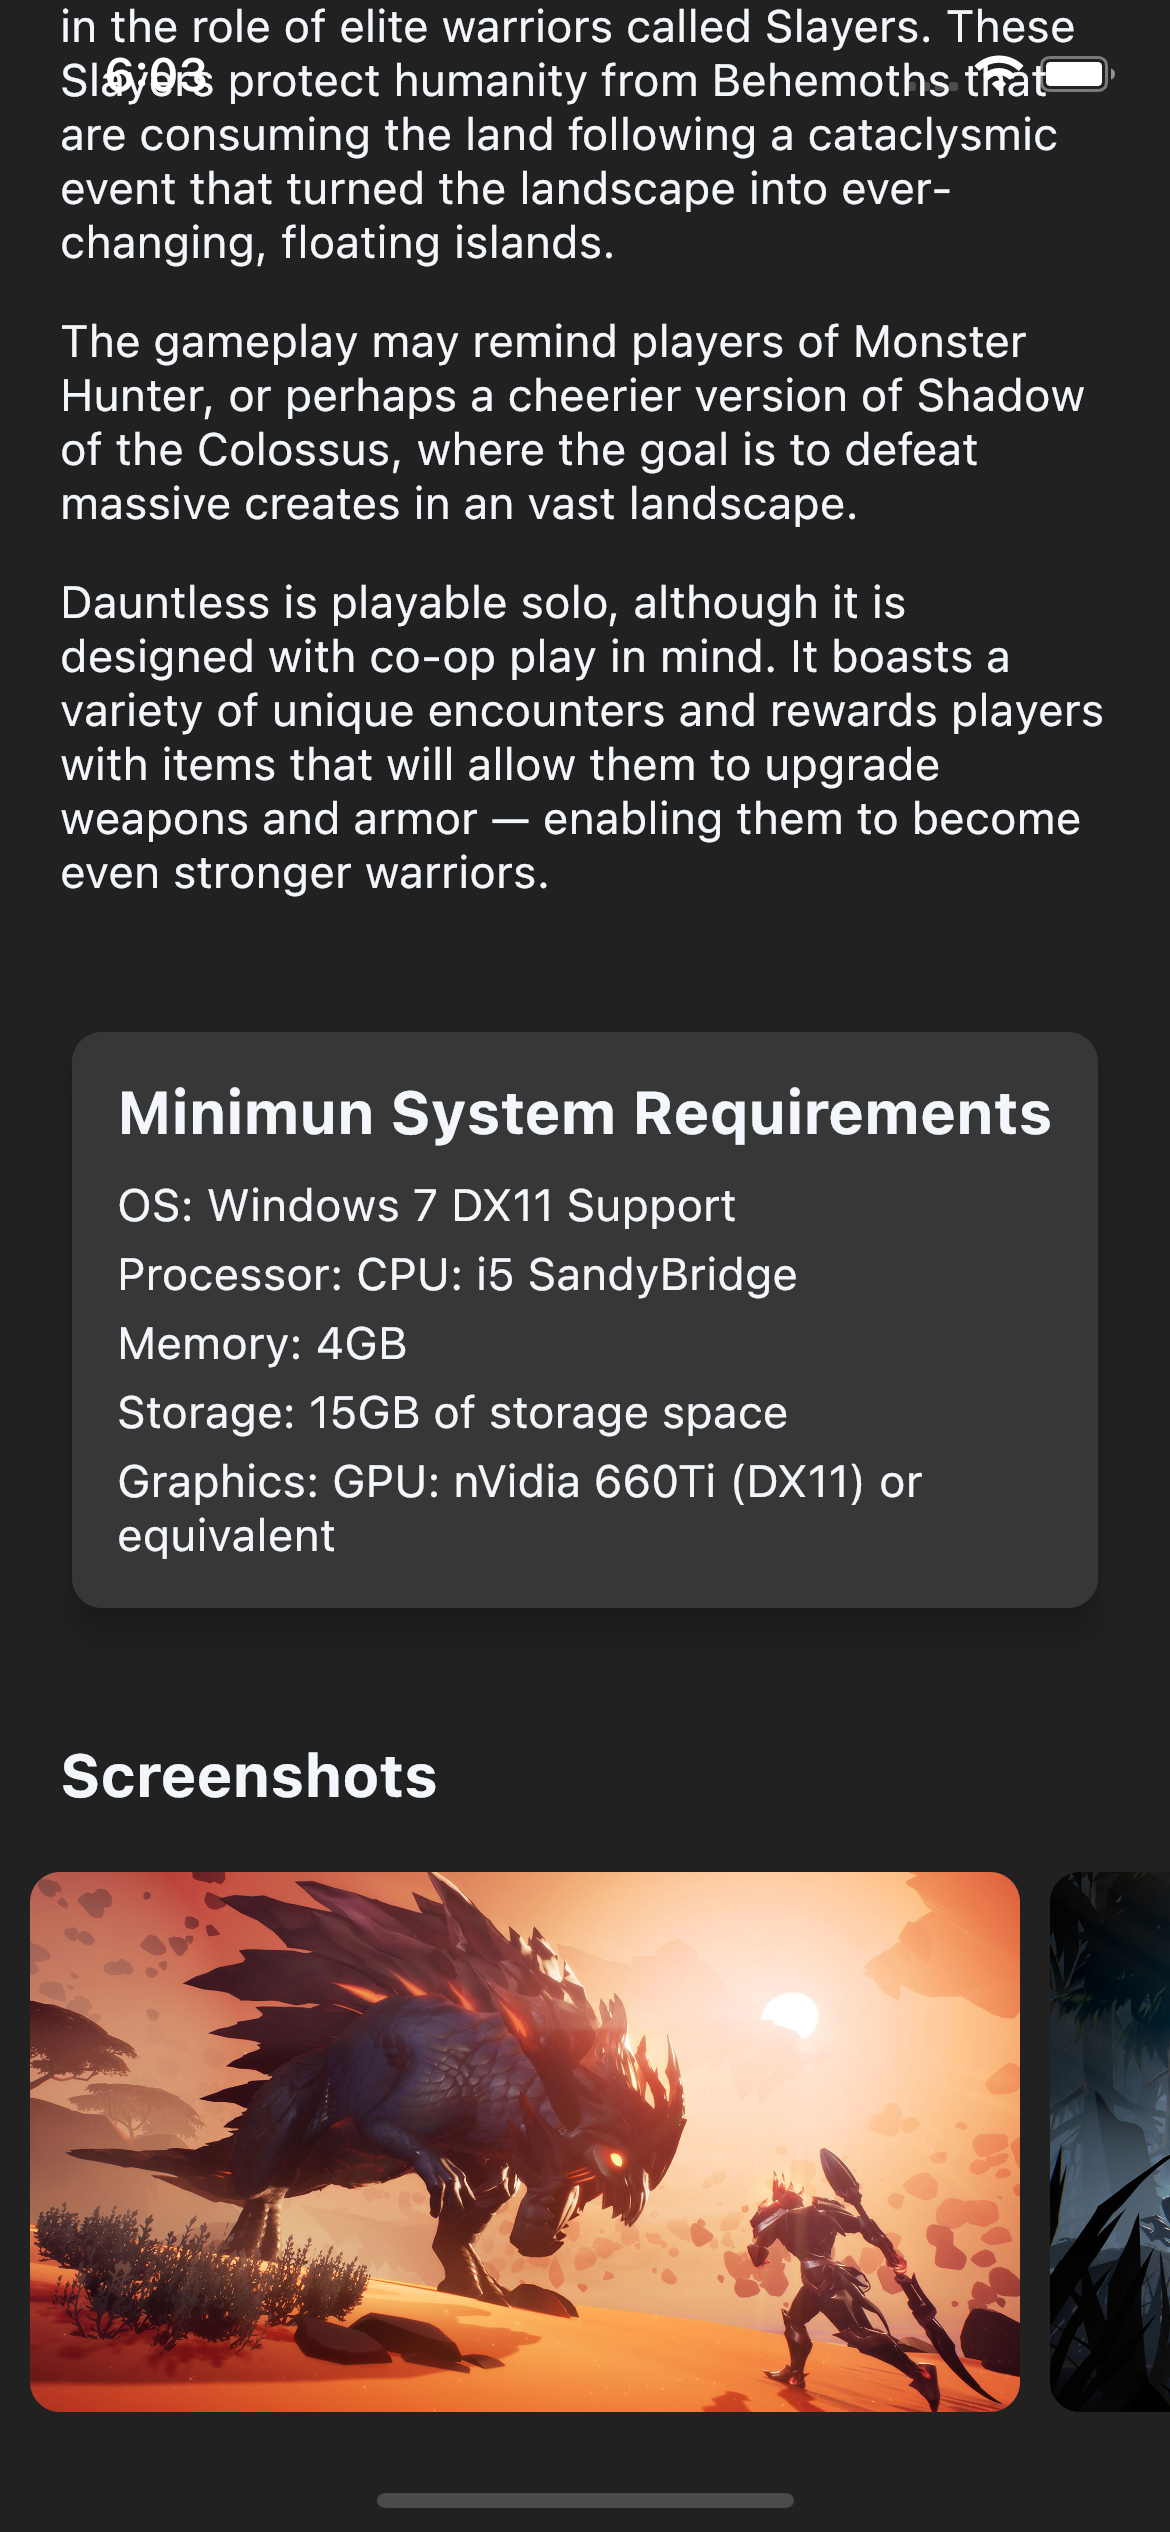 in the role of elite warriors called Slayers. These
6:03
Slayers protect humanity from Behemoths that
are consuming the land following a cataclysmic
event that turned the landscape into ever-
changing, floating islands.
The gameplay may remind players of Monster
Hunter, or perhaps a cheerier version of Shadow
of the Colossus, where the goal is to defeat
massive creates in an vast landscape.
Dauntless is playable solo, although it is
designed with co-op play in mind. It boasts a
variety of unique encounters and rewards players
with items that will allow them to upgrade
weapons and armor — enabling them to become
even stronger warriors.
Minimun System Requirements
OS: Windows 7 DX11 Support
Processor: CPU: i5 SandyBridge
Memory: 4GB
Storage: 15GB of storage space
Graphics: GPU: nVidia 660Ti (DX11) or
equivalent
Screenshots